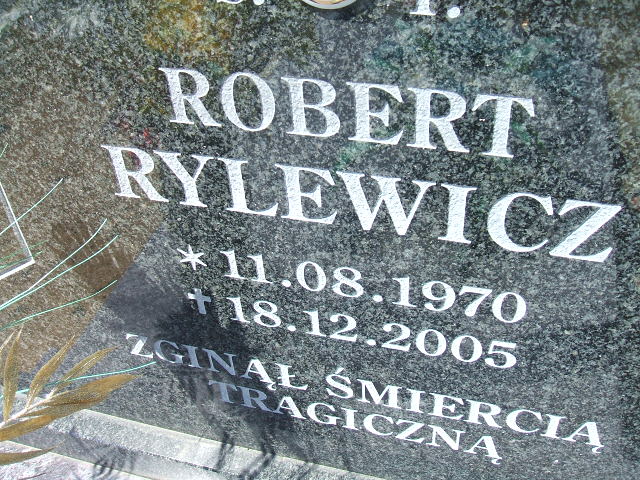 Ś. P.
ROBERT
RYLEWICZ
* 11.08.1970
✝ 18.12.2005
ZGINĄŁ ŚMIERCIĄ
TRAGICZNĄ